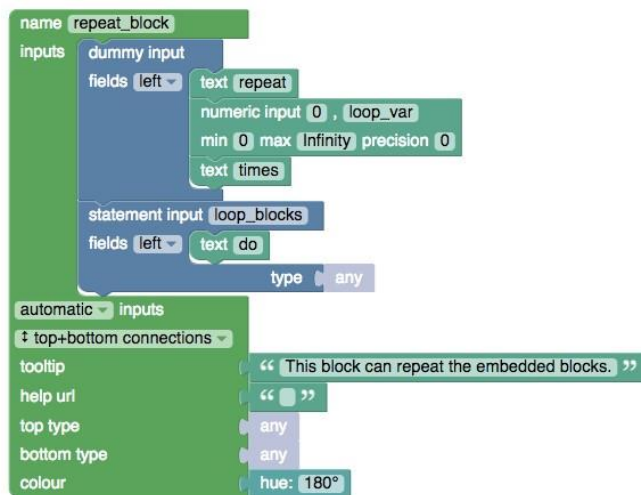 name repeat_block
inputs dummy input
fields left text repeat
numeric input 0 , loop_var
min 0 max Infinity precision 0
text times
statement input loop_blocks
fields left text do
type any
automatic inputs
‡ top+bottom connections
tooltip “ This block can repeat the embedded blocks. ”
help url “ ”
top type any
bottom type any
colour hue: 180°